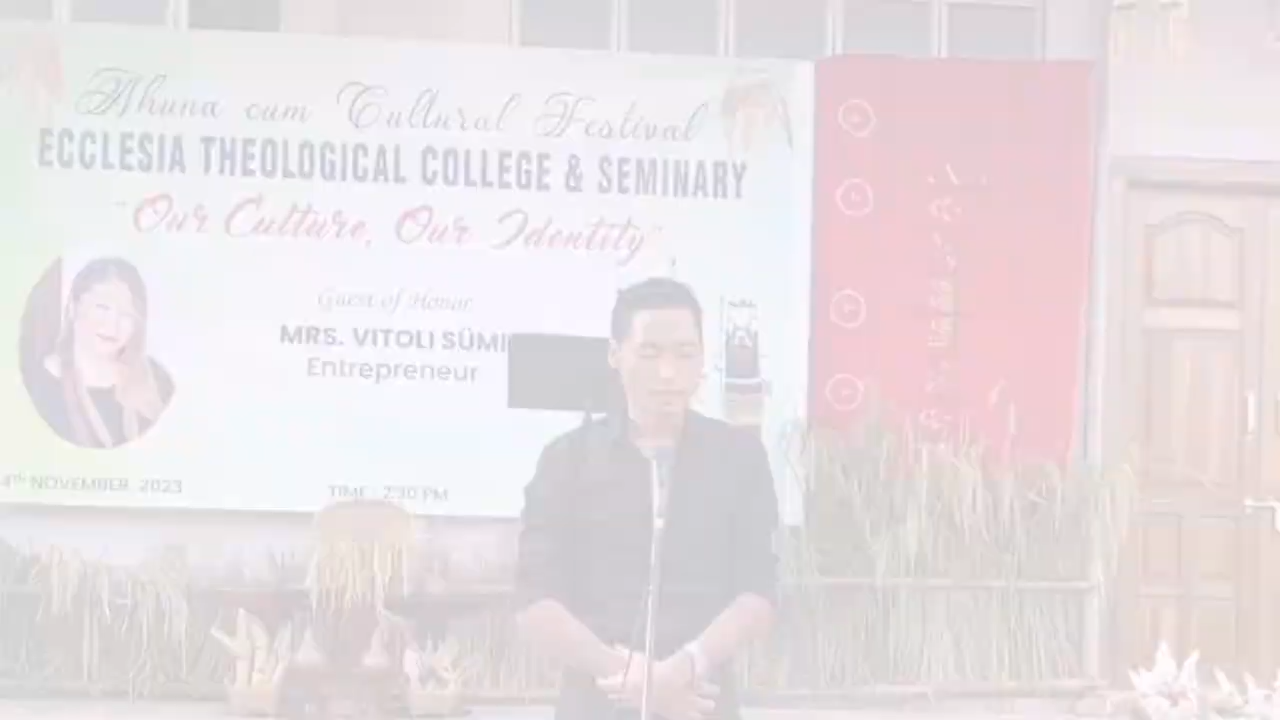 Ahuna cum Cultural Festival
ECCLESIA THEOLOGICAL COLLEGE & SEMINARY
"Our Culture, Our Identity"
Guest of Honor
MRS. VITOLI SÜMI
Entrepreneur
4TH NOVEMBER, 2023
TIME : 2:30 PM